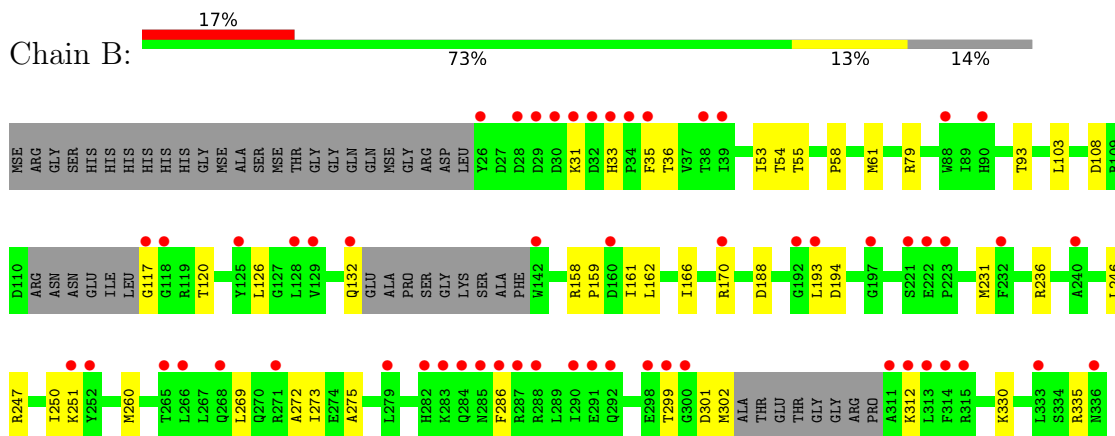 17%
Chain B:
73% 13% 14%
MSE ARG GLY SER HIS HIS HIS HIS HIS HIS GLY MSE ALA SER MSE THR GLY GLY GLN GLN MSE GLY ARG ASP LEU Y26 D27 D28 D29 D30 K31 D32 H33 P34 F35 T36 V37 T38 I39 I53 T54 T55 P58 M61 R79 W88 I89 H90 T93 L103 D108 R109
D110 ARG ASN ASN GLU ILE LEU G117 G118 R119 T120 Y125 L126 G127 L128 V129 Q132 GLU ALA PRO SER GLY LYS SER ALA PHE W142 R158 P159 D160 I161 L162 I166 R170 D188 G192 L193 D194 G197 S221 E222 P223 M231 F232 R236 A240 L246
R247 I250 K251 Y252 M260 T265 L266 L267 Q268 L269 Q270 R271 A272 I273 E274 A275 L279 H282 K283 Q284 N285 F286 R287 R288 L289 I290 E291 Q292 E298 T299 G300 D301 M302 ALA THR GLU THR GLY GLY ARG PRO A311 K312 L313 F314 R315 K330 L333 S334 R335 N336